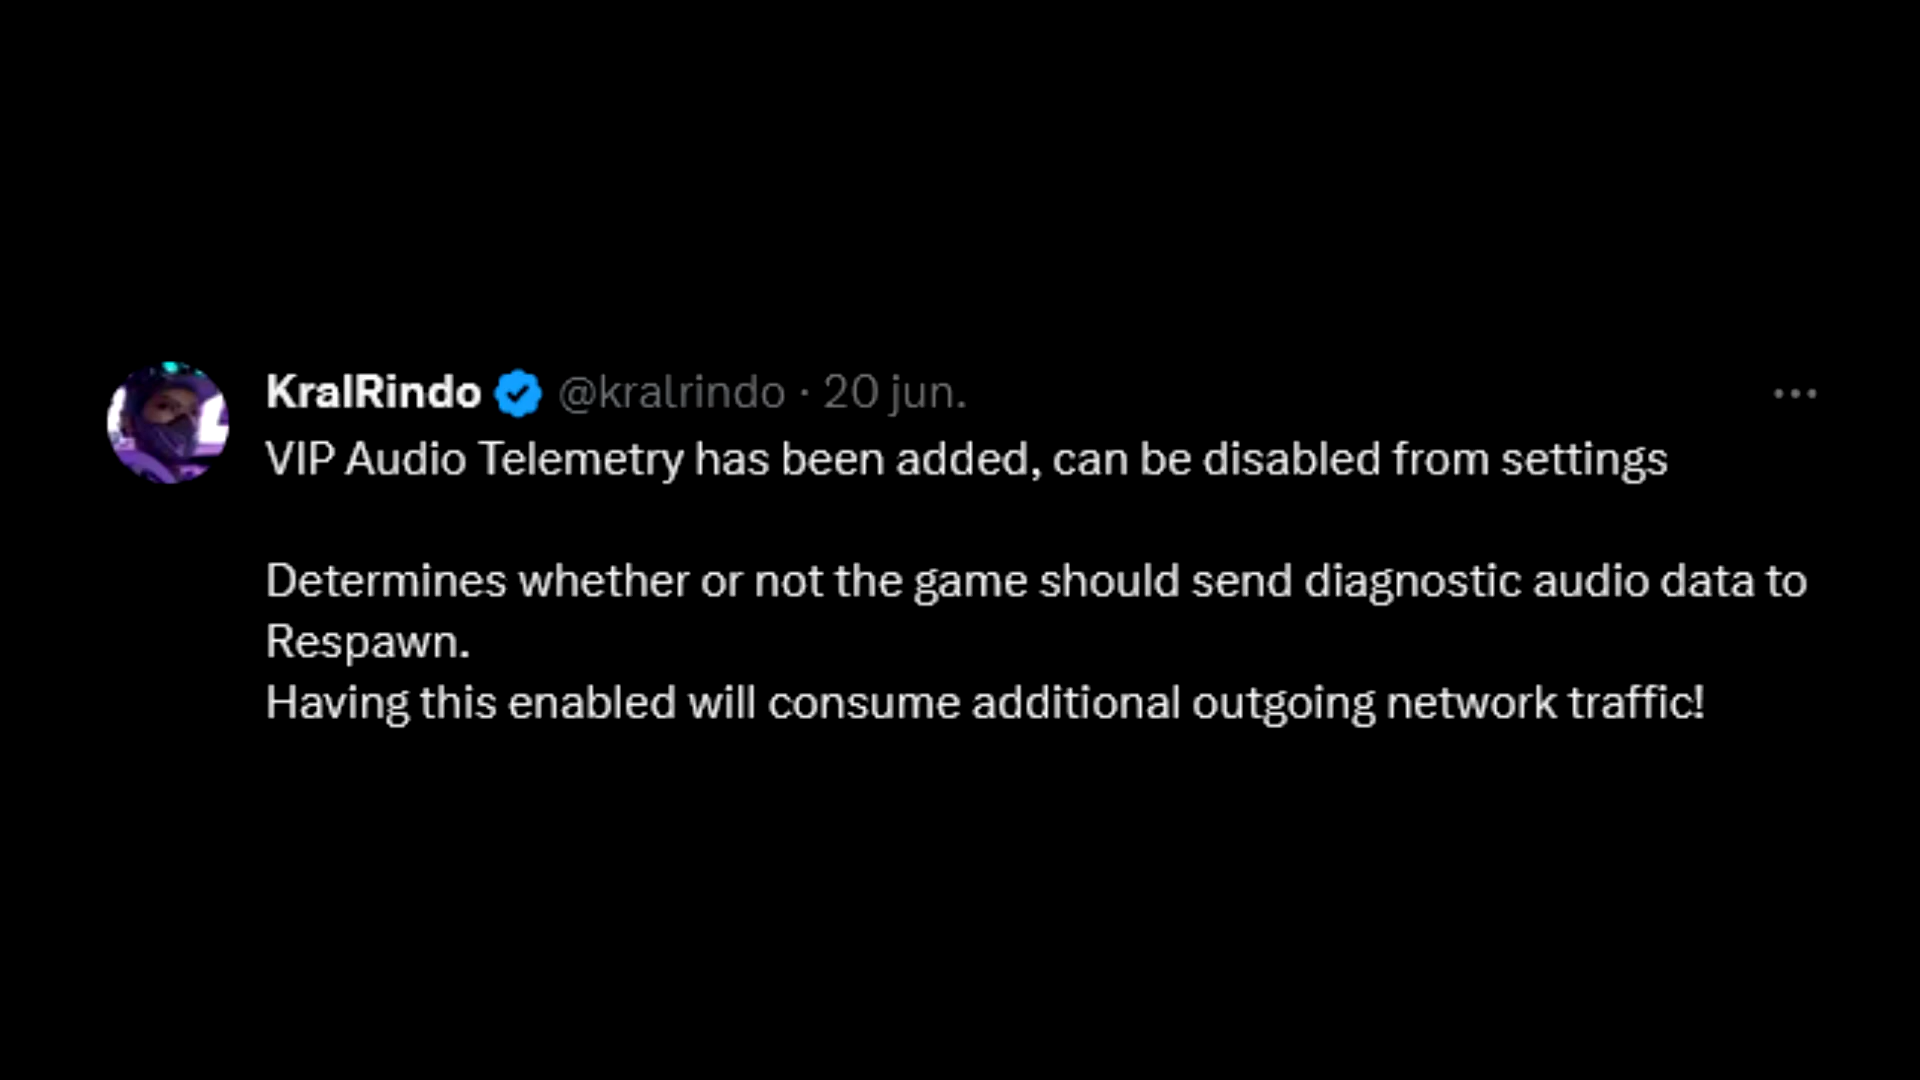 KralRindo @kralrindo · 20 jun.
VIP Audio Telemetry has been added, can be disabled from settings
Determines whether or not the game should send diagnostic audio data to
Respawn.
Having this enabled will consume additional outgoing network traffic!